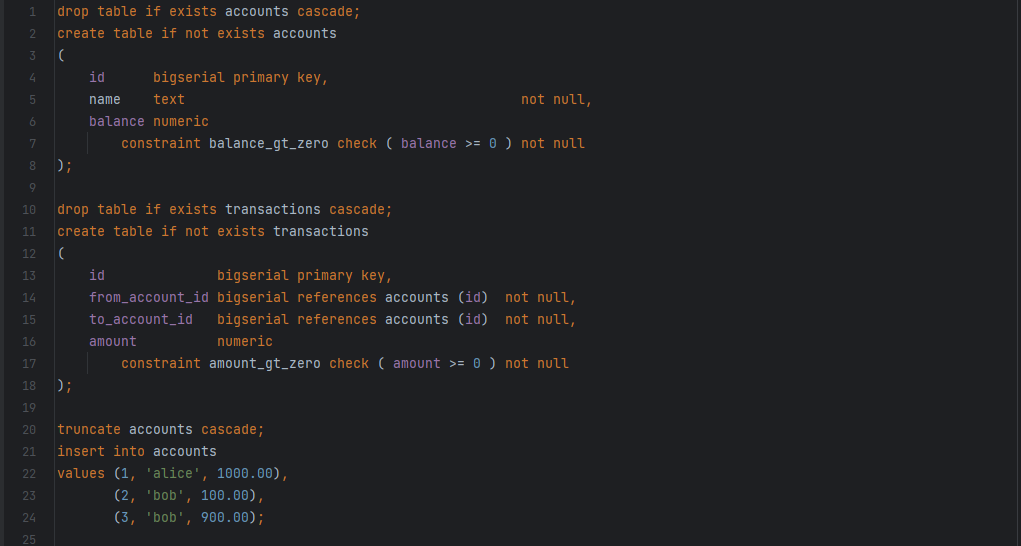 1 drop table if exists accounts cascade;
2 create table if not exists accounts
3 (
4     id      bigserial primary key,
5     name    text                                          not null,
6     balance numeric
7         constraint balance_gt_zero check ( balance >= 0 ) not null
8 );
9
10 drop table if exists transactions cascade;
11 create table if not exists transactions
12 (
13     id              bigserial primary key,
14     from_account_id bigserial references accounts (id)  not null,
15     to_account_id   bigserial references accounts (id)  not null,
16     amount          numeric
17         constraint amount_gt_zero check ( amount >= 0 ) not null
18 );
19
20 truncate accounts cascade;
21 insert into accounts
22 values (1, 'alice', 1000.00),
23        (2, 'bob', 100.00),
24        (3, 'bob', 900.00);
25